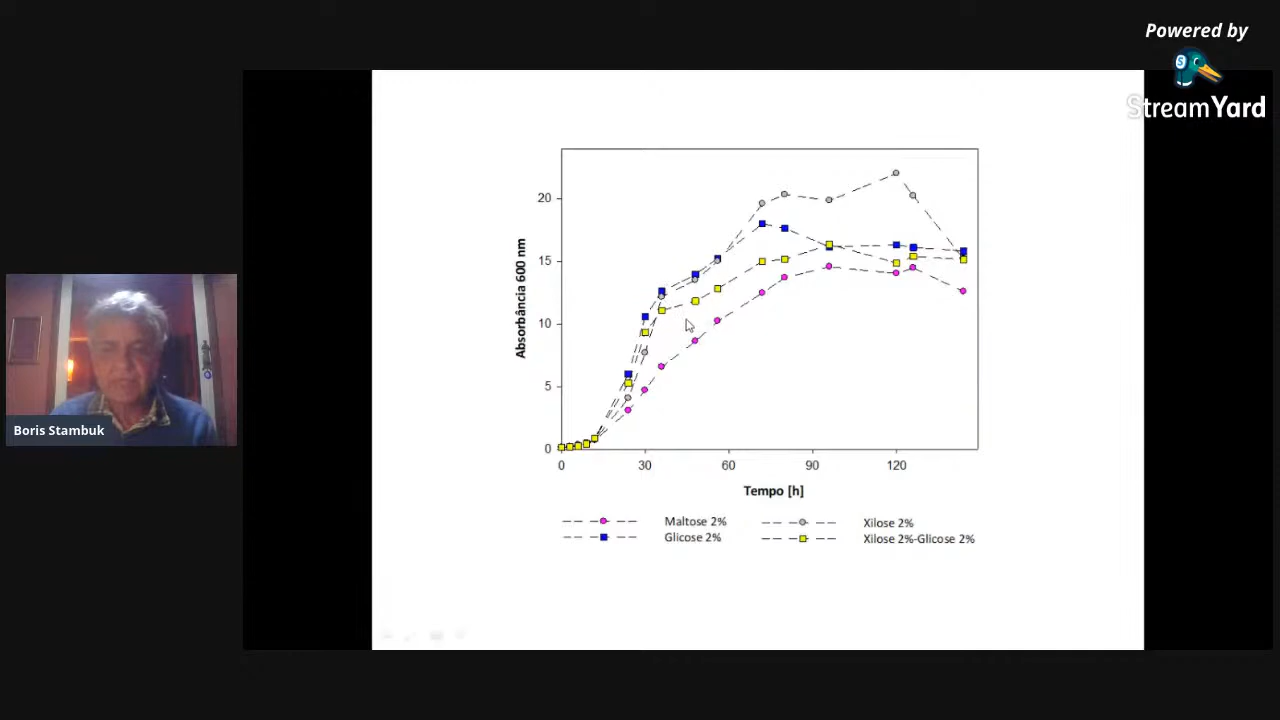 Powered by
S
StreamYard
Boris Stambuk
Absorbância 600 nm
20
15
10
5
0
0 30 60 90 120
Tempo [h]
Maltose 2% Xilose 2%
Glicose 2% Xilose 2%-Glicose 2%